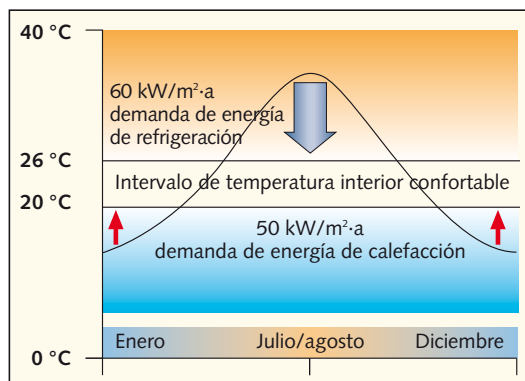 40 °C
60 kW/m²·a
demanda de energía
de refrigeración
26 °C
Intervalo de temperatura interior confortable
20 °C
50 kW/m²·a
demanda de energía de calefacción
Enero Julio/agosto Diciembre
0 °C